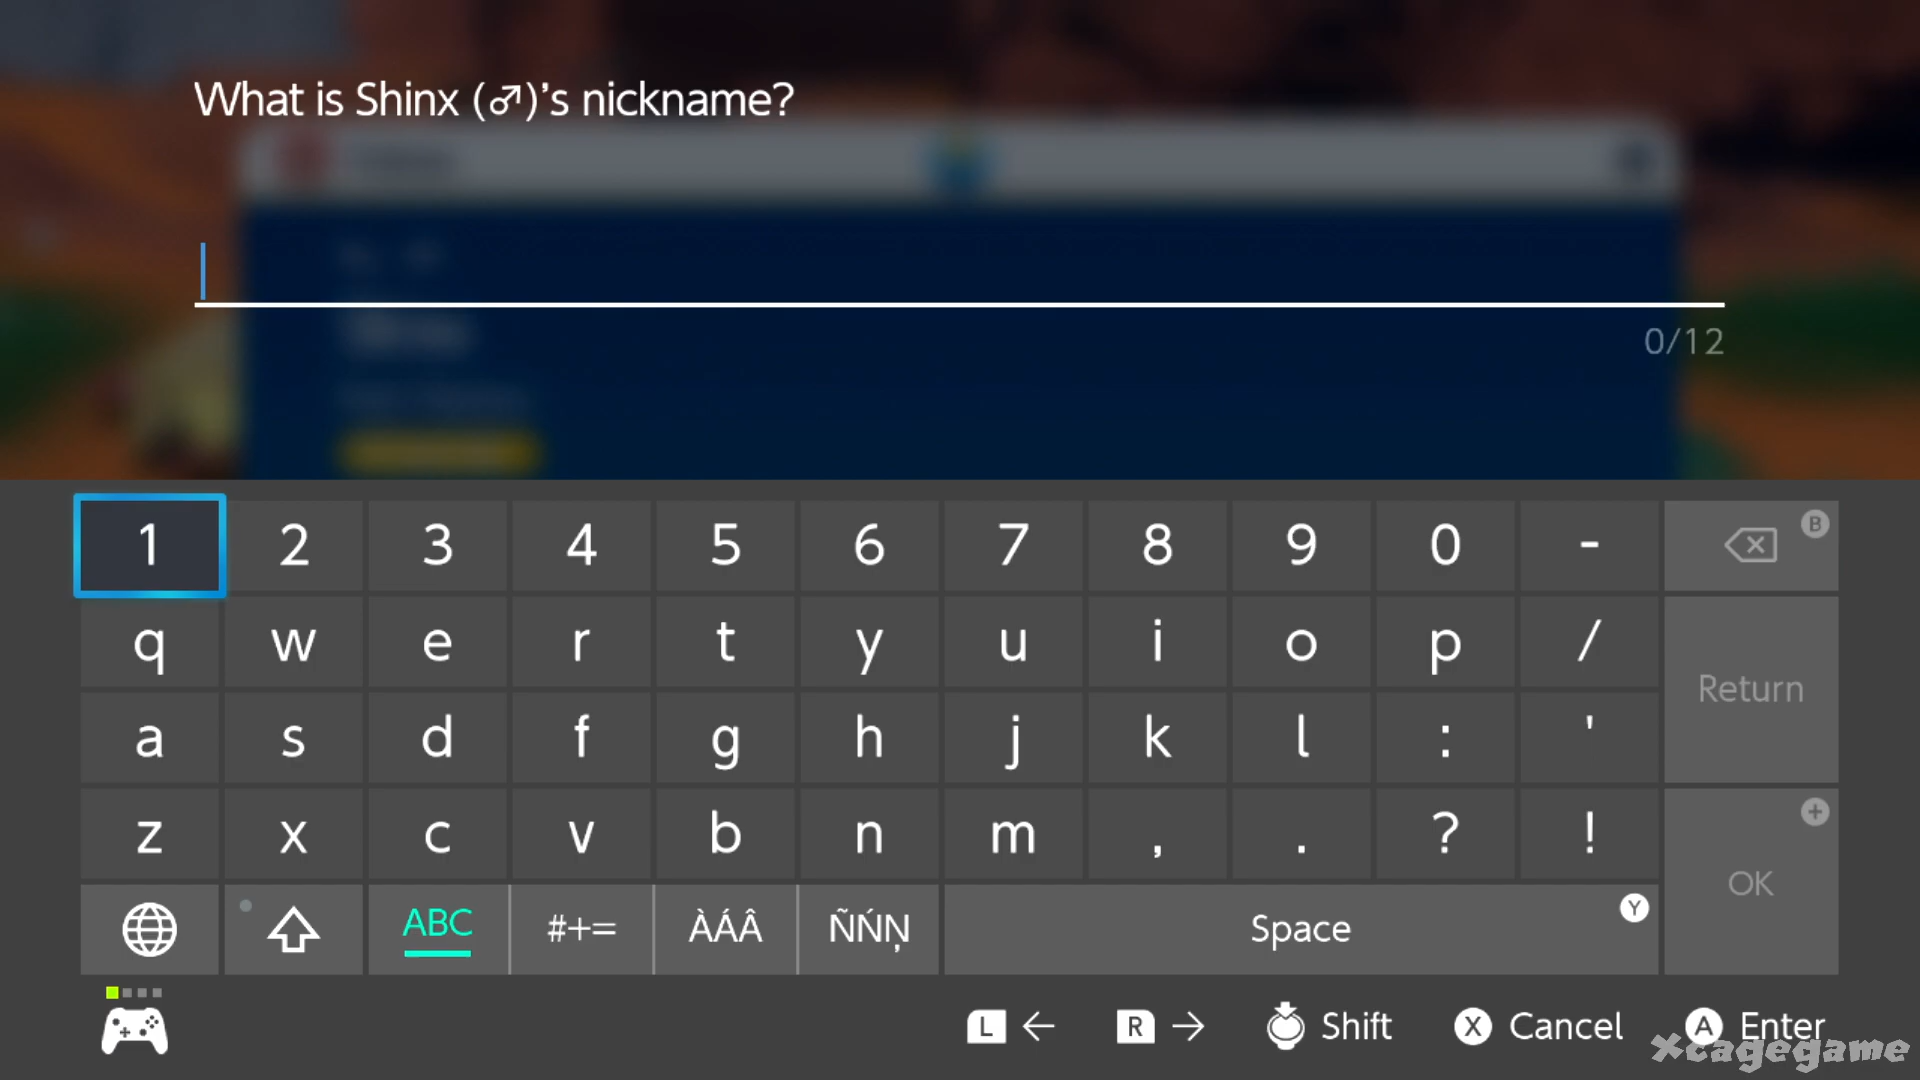 What is Shinx (♂)'s nickname?
0/12
1 2 3 4 5 6 7 8 9 0 - B
q w e r t y u i o p /
Return
a s d f g h j k l : '
z x c v b n m , . ? ! +
OK
ABC #+= ÀÁÂ ÑŃŅ Space Y
L ← R → Shift X Cancel A Enter
Xcagegame